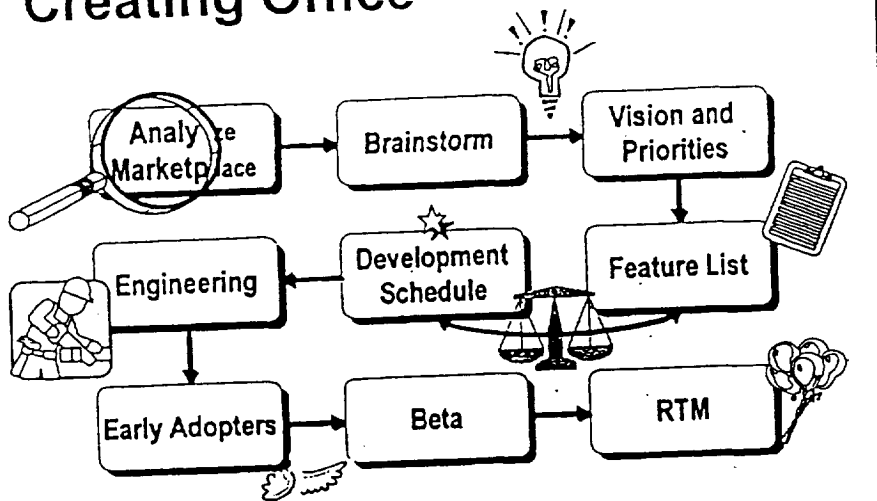 Creating Office
Analyze
Marketplace
Brainstorm
Vision and
Priorities
Engineering
Development
Schedule
Feature List
Early Adopters
Beta
RTM